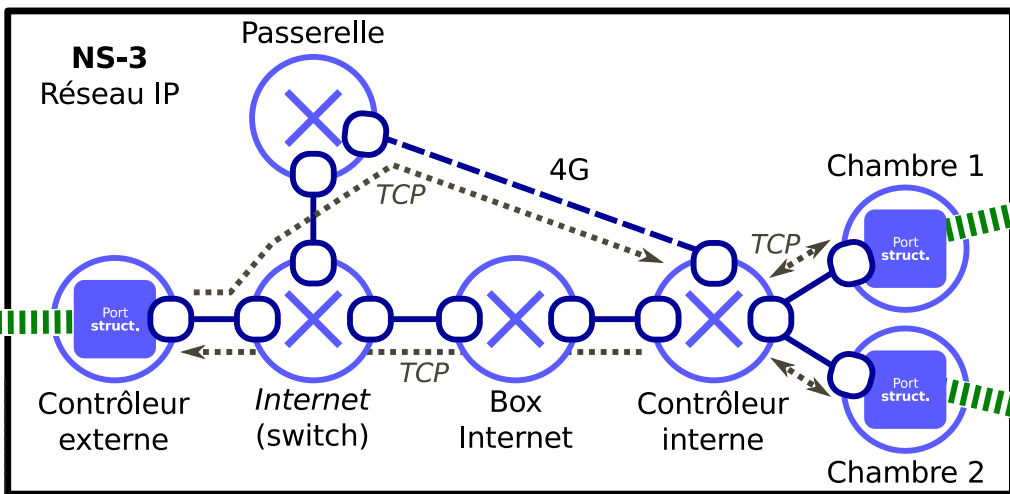 NS-3
Réseau IP
Passerelle
4G
TCP
Chambre 1
Port
struct.
TCP
Port
struct.
TCP
Contrôleur
externe
Internet
(switch)
Box
Internet
Contrôleur
interne
Port
struct.
Chambre 2